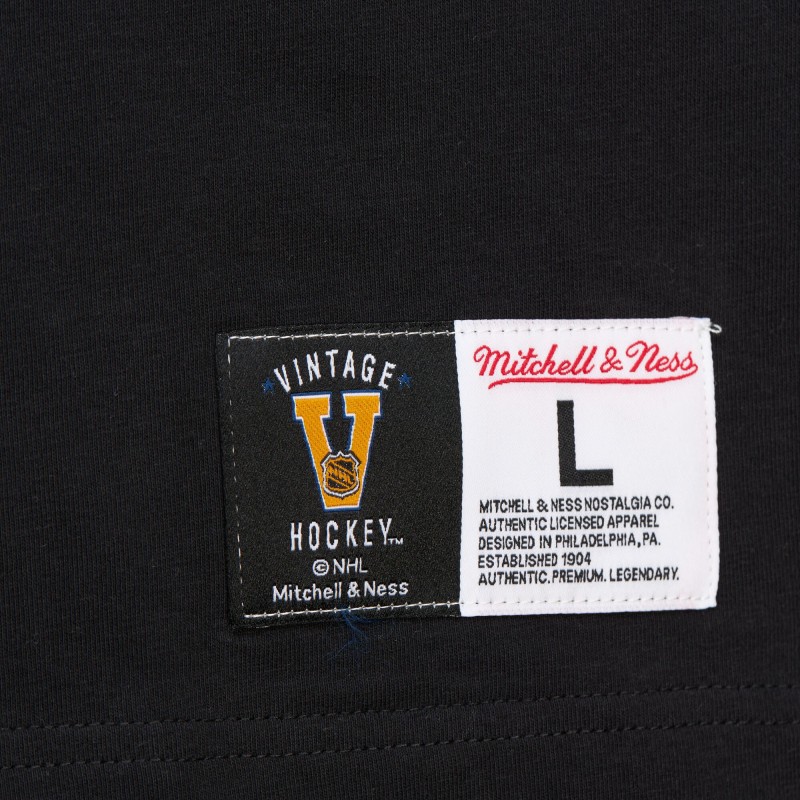 VINTAGE
V
NHL
HOCKEY™
© NHL
Mitchell & Ness
Mitchell & Ness
L
MITCHELL & NESS NOSTALGIA CO.
AUTHENTIC LICENSED APPAREL
DESIGNED IN PHILADELPHIA, PA.
ESTABLISHED 1904
AUTHENTIC. PREMIUM. LEGENDARY.